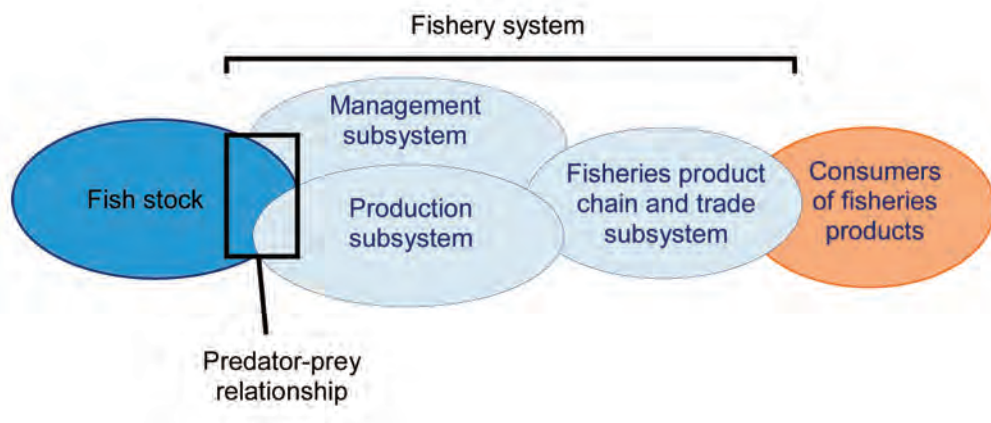 Fishery system
Management
subsystem
Fish stock
Production
subsystem
Fisheries product
chain and trade
subsystem
Consumers
of fisheries
products
Predator-prey
relationship